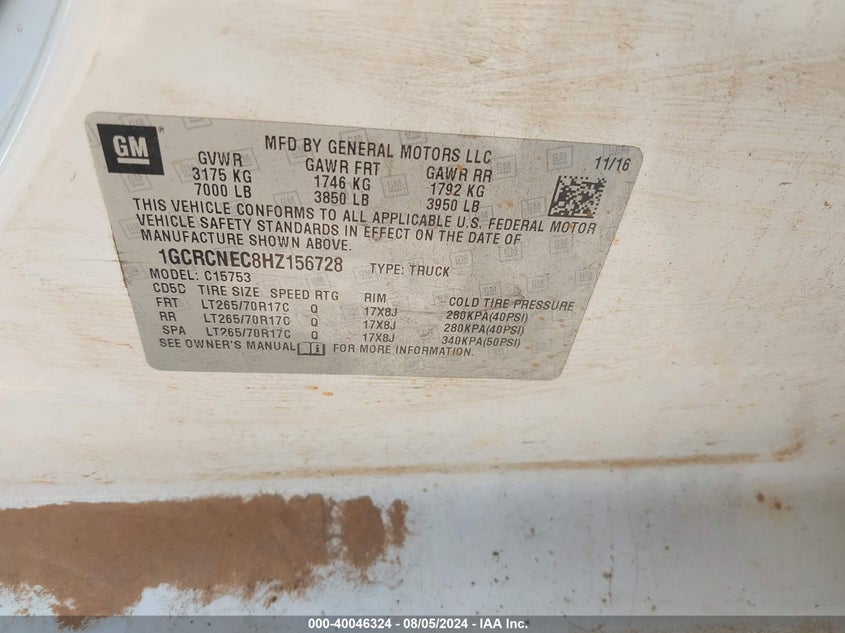 GM ®
MFD BY GENERAL MOTORS LLC
11/16
GVWR GAWR FRT GAWR RR
3175 KG 1746 KG 1792 KG
7000 LB 3850 LB 3950 LB
THIS VEHICLE CONFORMS TO ALL APPLICABLE U.S. FEDERAL MOTOR
VEHICLE SAFETY STANDARDS IN EFFECT ON THE DATE OF
MANUFACTURE SHOWN ABOVE.
1GCRCNEC8HZ156728 TYPE: TRUCK
MODEL: C15753
CD5C TIRE SIZE SPEED RTG RIM COLD TIRE PRESSURE
FRT LT265/70R17C Q 17X8J 280KPA(40PSI)
RR LT265/70R17C Q 17X8J 280KPA(40PSI)
SPA LT265/70R17C Q 17X8J 340KPA(50PSI)
SEE OWNER'S MANUAL FOR MORE INFORMATION.
000-40046324 - 08/05/2024 - IAA Inc.